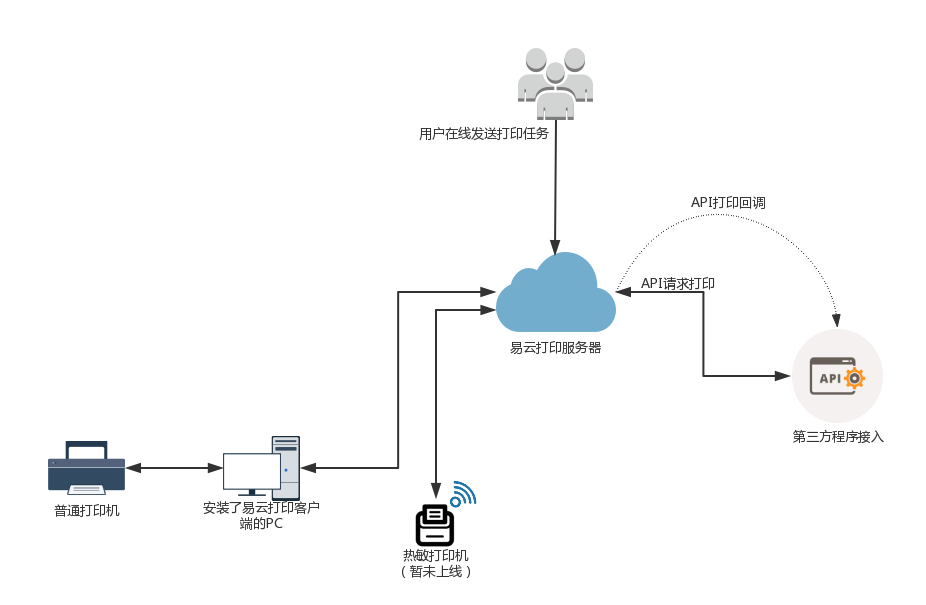 用户在线发送打印任务
API打印回调
API请求打印
易云打印服务器
API
第三方程序接入
普通打印机
安装了易云打印客户
端的PC
热敏打印机
（暂未上线）